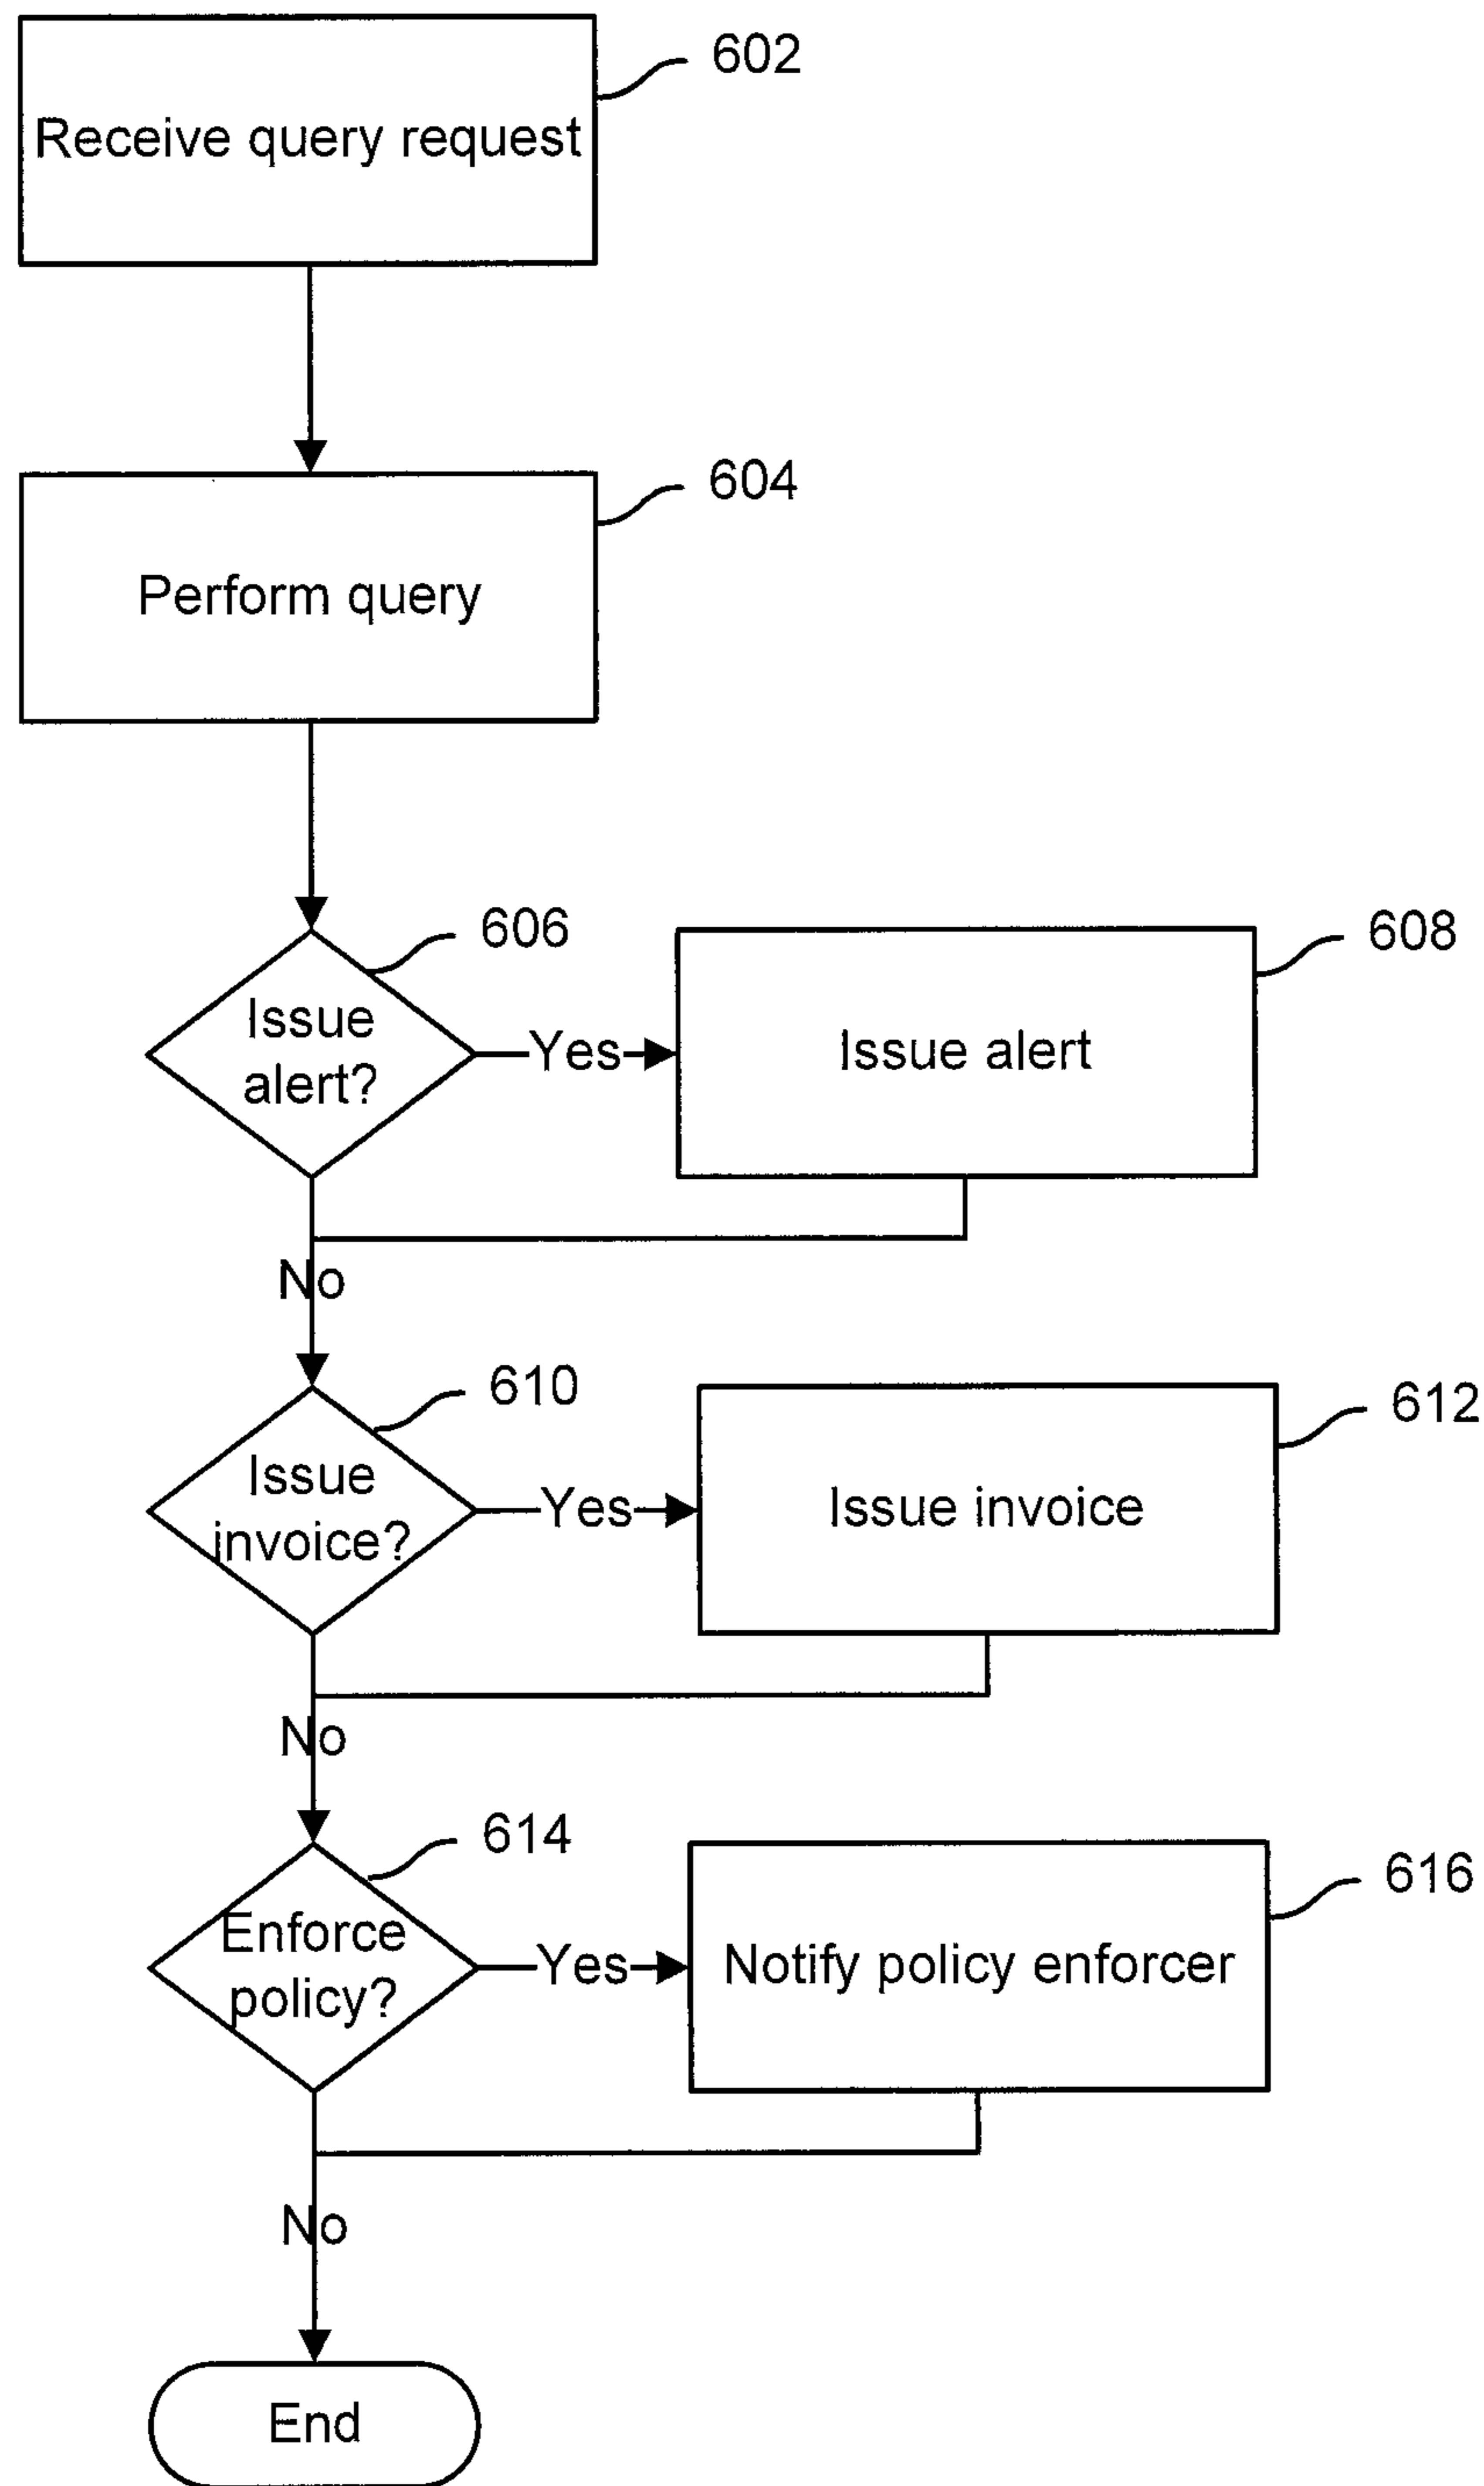 602
Receive query request
604
Perform query
606
608
Issue
alert?
Yes
Issue alert
No
610
612
Issue
invoice?
Yes
Issue invoice
No
614
616
Enforce
policy?
Yes
Notify policy enforcer
No
End